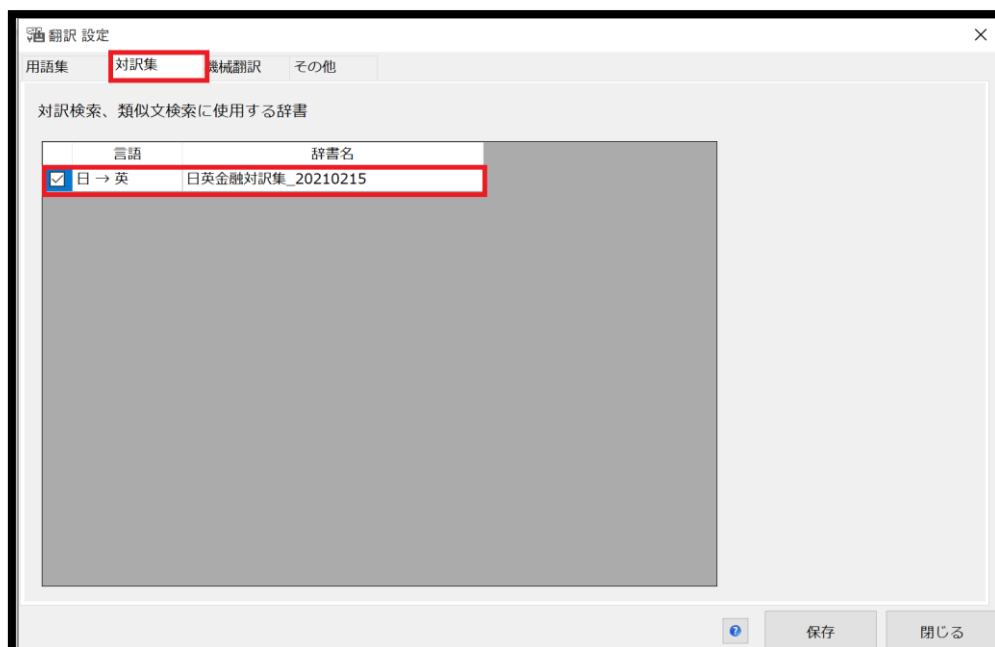 翻訳 設定
用語集 対訳集 機械翻訳 その他
対訳検索、類似文検索に使用する辞書
言語 辞書名
日 → 英 日英金融対訳集_20210215
保存 閉じる